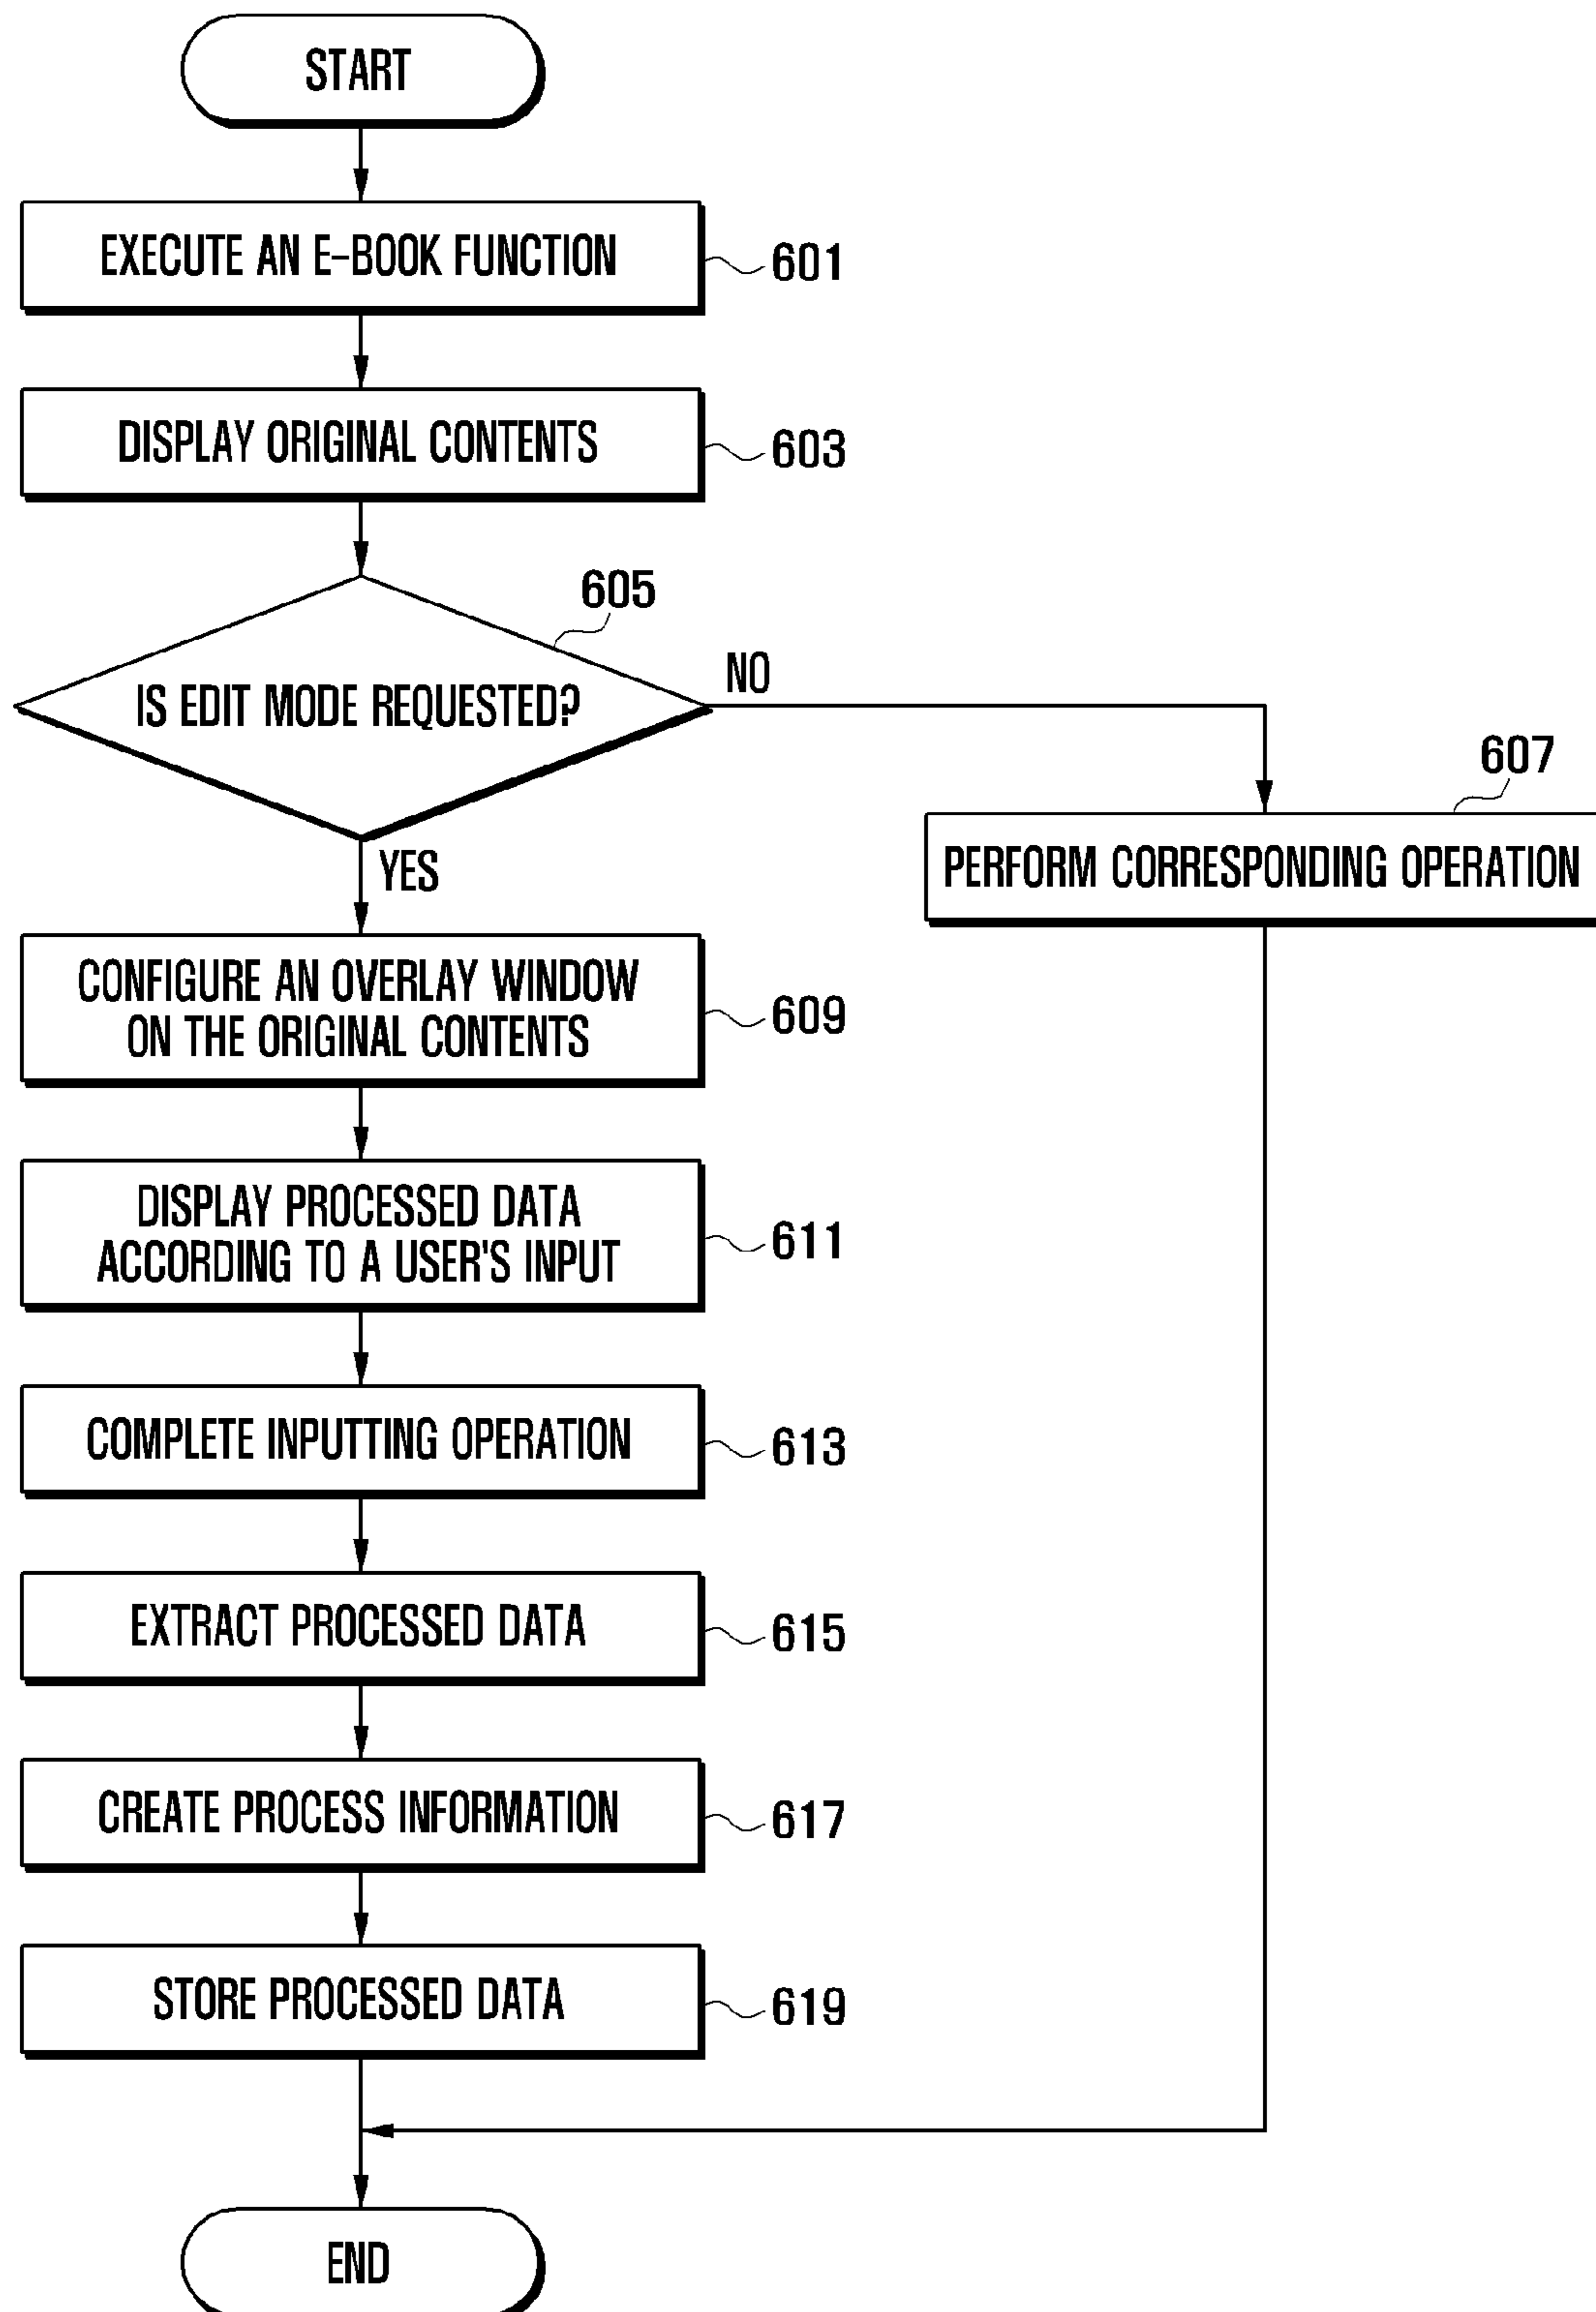 START
EXECUTE AN E-BOOK FUNCTION
601
DISPLAY ORIGINAL CONTENTS
603
605
IS EDIT MODE REQUESTED?
NO
607
PERFORM CORRESPONDING OPERATION
YES
CONFIGURE AN OVERLAY WINDOW
ON THE ORIGINAL CONTENTS
609
DISPLAY PROCESSED DATA
ACCORDING TO A USER'S INPUT
611
COMPLETE INPUTTING OPERATION
613
EXTRACT PROCESSED DATA
615
CREATE PROCESS INFORMATION
617
STORE PROCESSED DATA
619
END